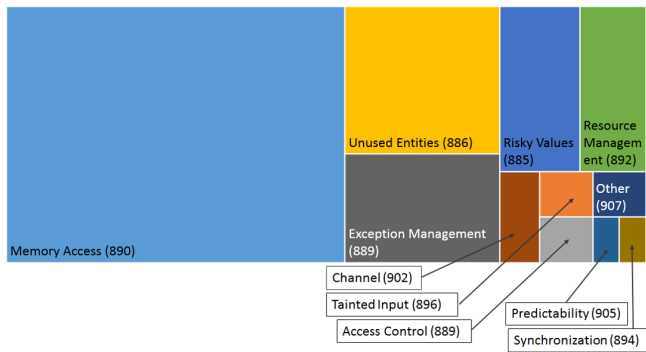 Unused Entities (886)
Risky Values
(885)
Resource
Managem
ent (892)
Other
(907)
Exception Management
(889)
Memory Access (890)
Channel (902)
Tainted Input (896)
Access Control (889)
Predictability (905)
Synchronization (894)